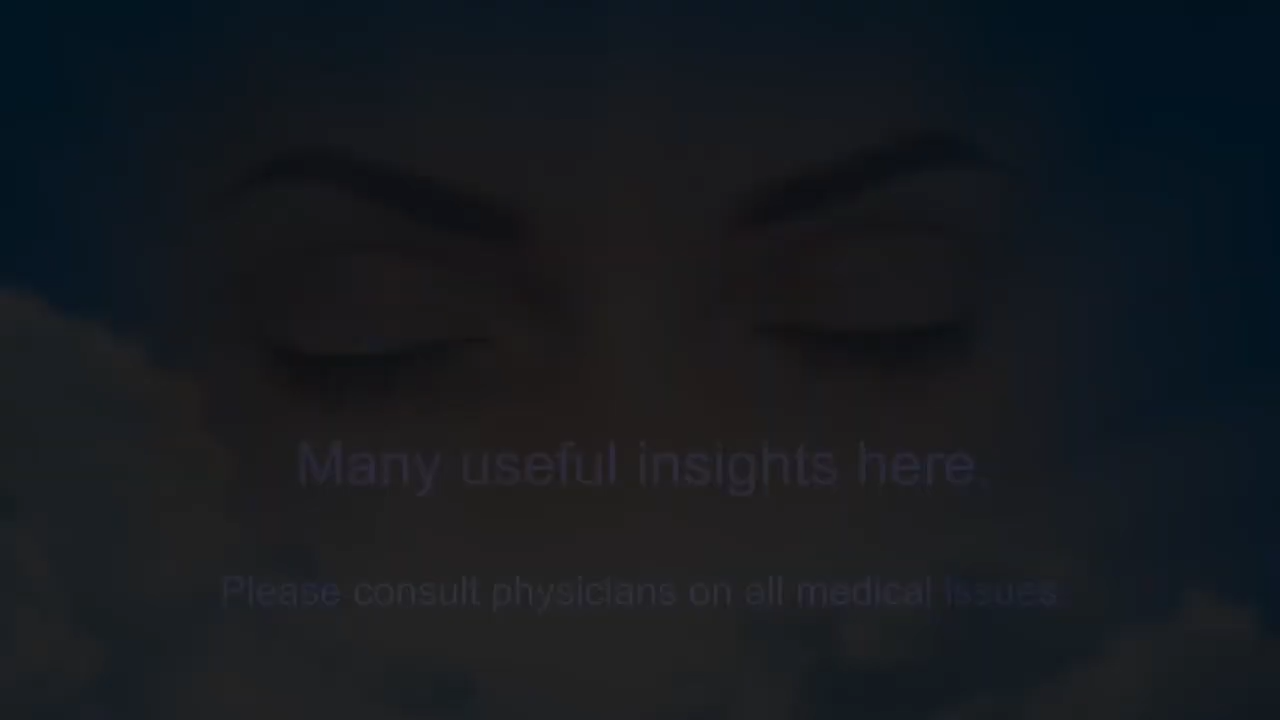 Many useful insights here.
Please consult physicians on all medical issues.